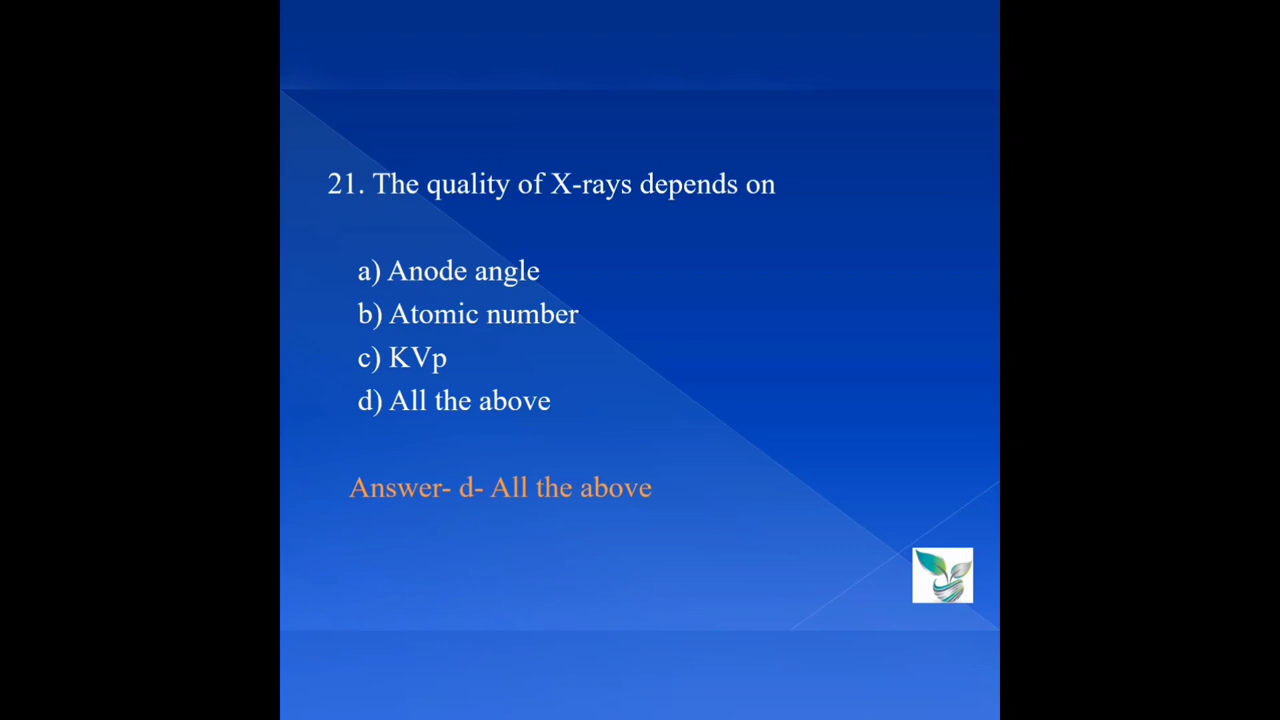 21. The quality of X-rays depends on
a) Anode angle
b) Atomic number
c) KVp
d) All the above
Answer- d- All the above